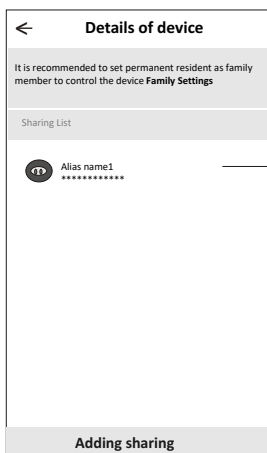 Details of device
It is recommended to set permanent resident as family
member to control the device Family Settings
Sharing List
Alias name1
************
Adding sharing